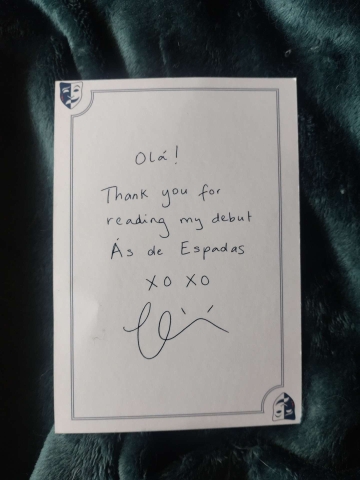 Olá!
Thank you for
reading my debut
Ás de Espadas
XO XO